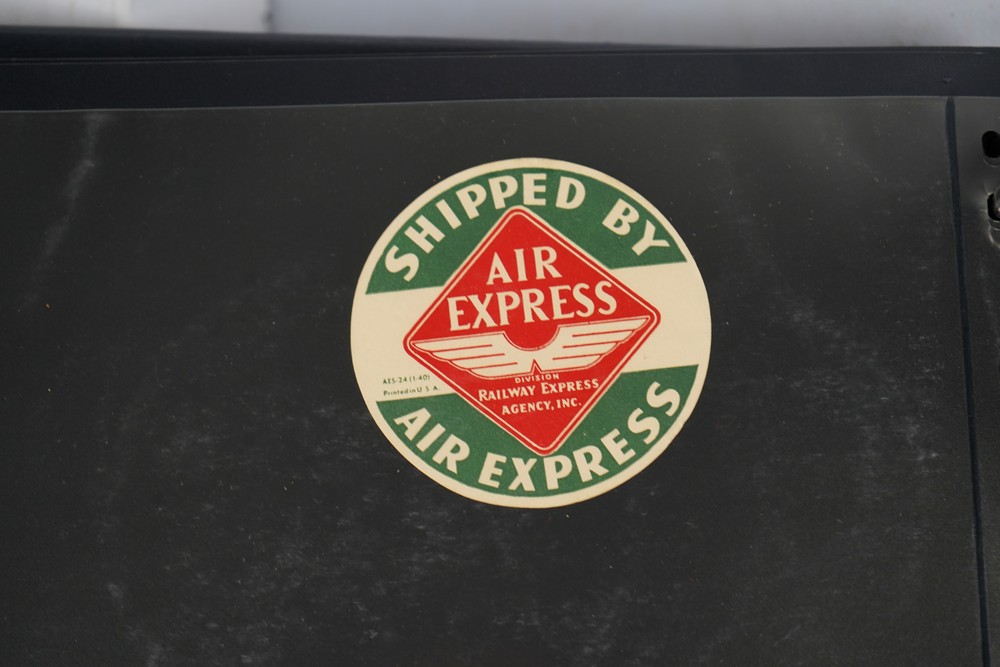 SHIPPED BY
AIR
EXPRESS
DIVISION
RAILWAY EXPRESS
AGENCY, INC.
AES-24 (1-40)
Printed in U S A.
AIR EXPRESS